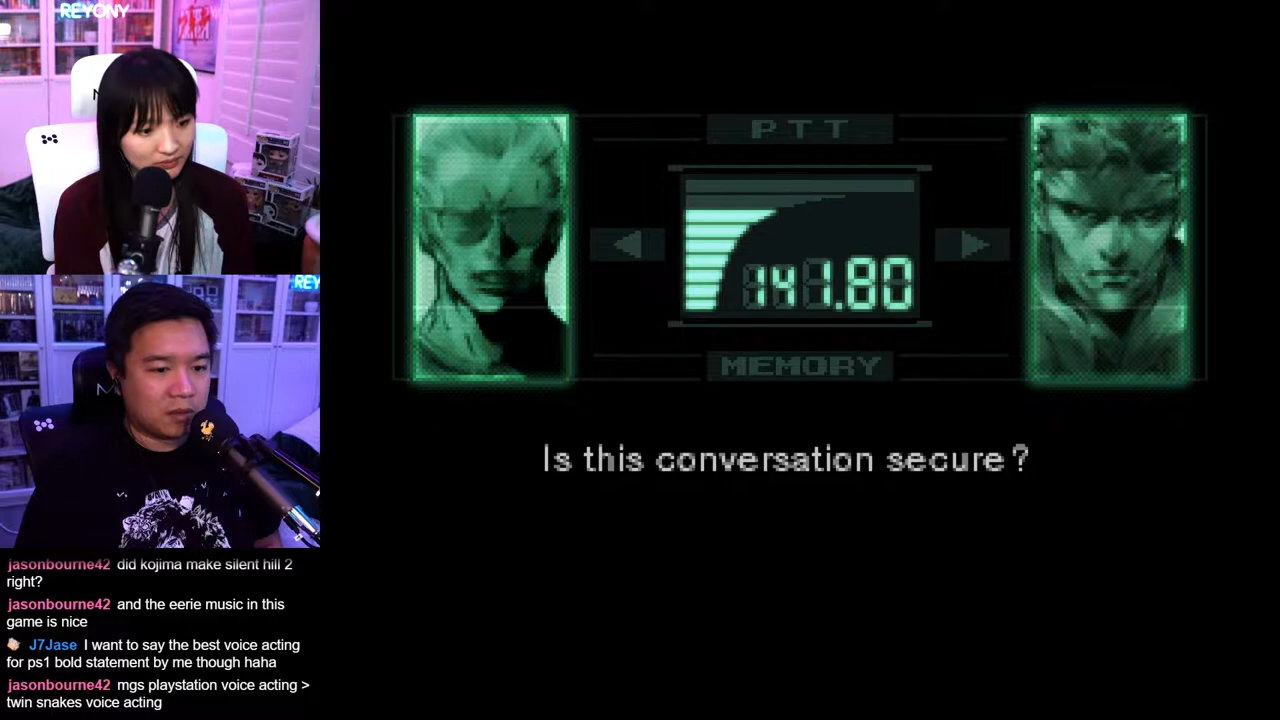 REYONY
REY
PTT
141.80
MEMORY
Is this conversation secure?
jasonbourne42 did kojima make silent hill 2
right?
jasonbourne42 and the eerie music in this
game is nice
J7Jase I want to say the best voice acting
for ps1 bold statement by me though haha
jasonbourne42 mgs playstation voice acting >
twin snakes voice acting